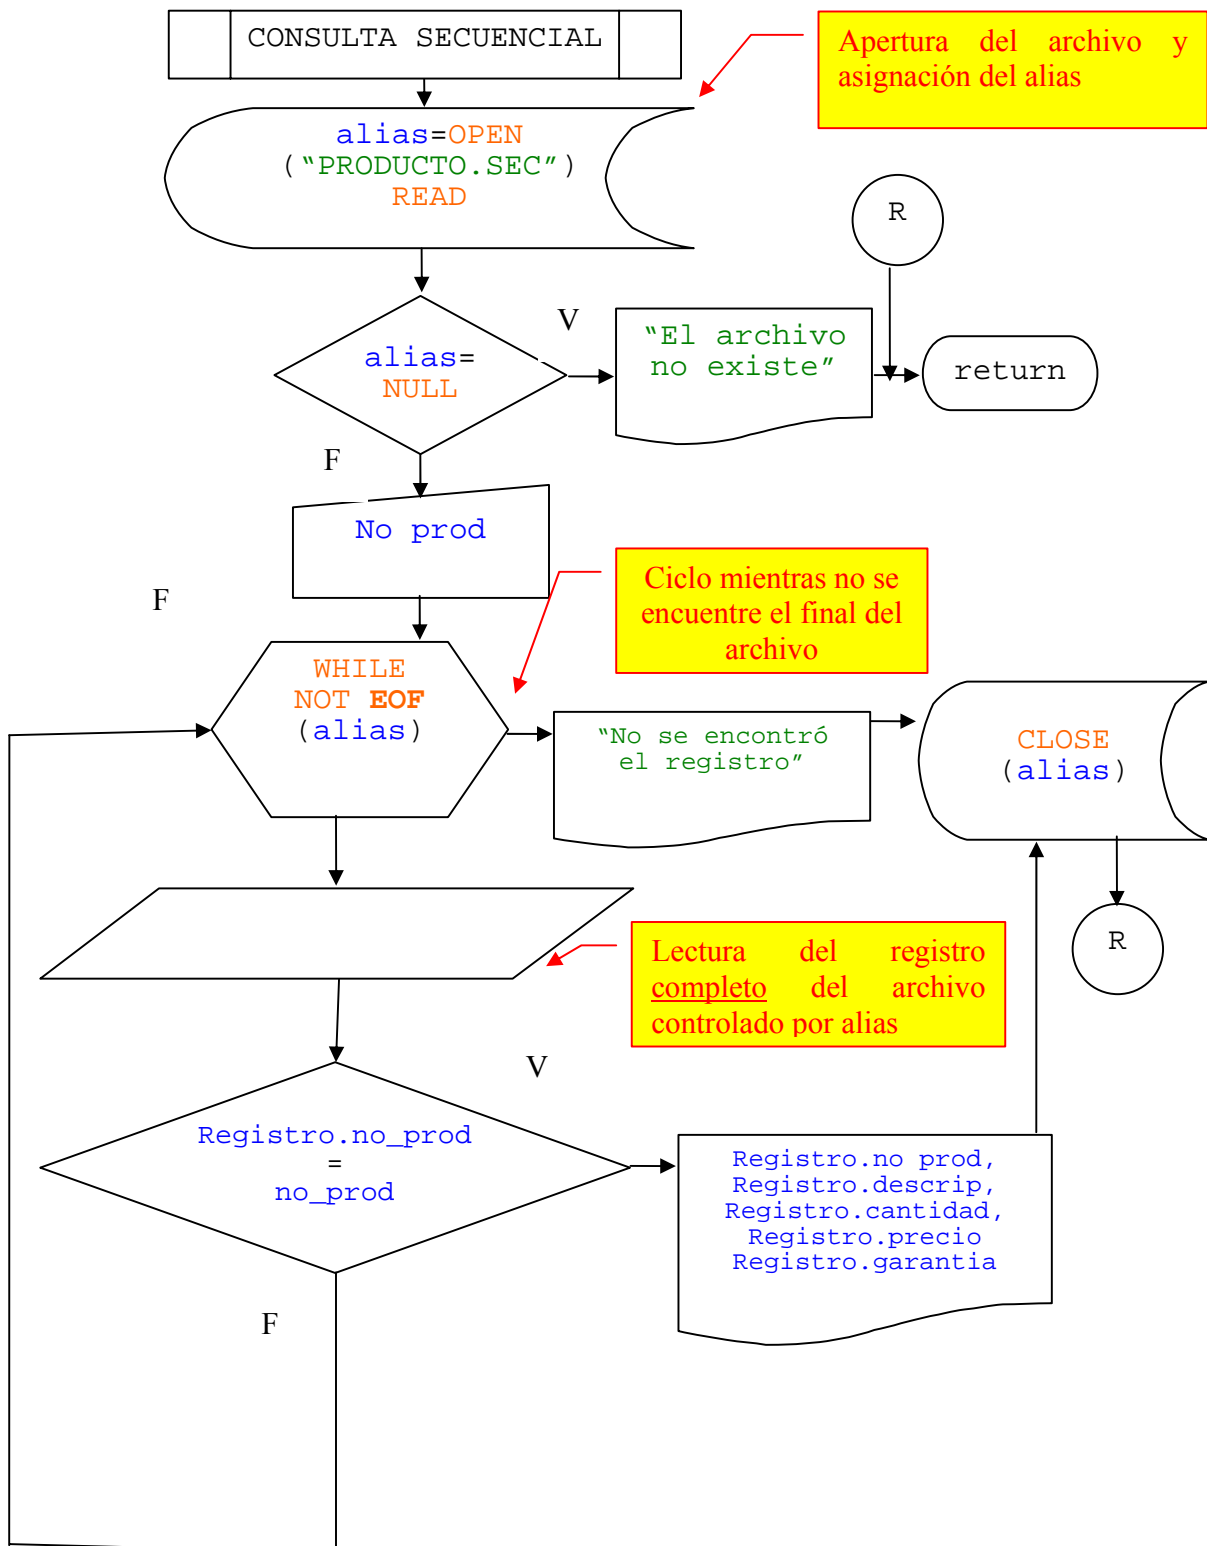 CONSULTA SECUENCIAL
Apertura del archivo y
asignación del alias
alias=OPEN
(“PRODUCTO.SEC”)
READ
R
V
“El archivo
no existe”
alias=
NULL
return
F
No prod
F
Ciclo mientras no se
encuentre el final del
archivo
WHILE
NOT EOF
(alias)
“No se encontró
el registro”
CLOSE
(alias)
Lectura del registro
completo del archivo
controlado por alias
R
V
Registro.no_prod
=
no_prod
Registro.no prod,
Registro.descrip,
Registro.cantidad,
Registro.precio
Registro.garantia
F